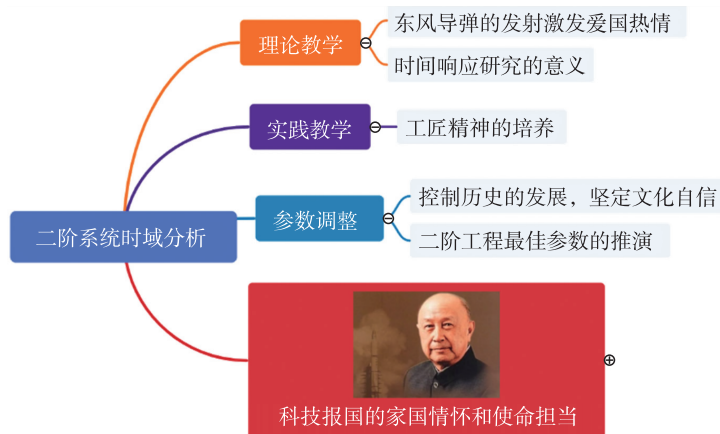 东风导弹的发射激发爱国热情
理论教学
时间响应研究的意义
实践教学
工匠精神的培养
控制历史的发展，坚定文化自信
参数调整
二阶系统时域分析
二阶工程最佳参数的推演
科技报国的家国情怀和使命担当